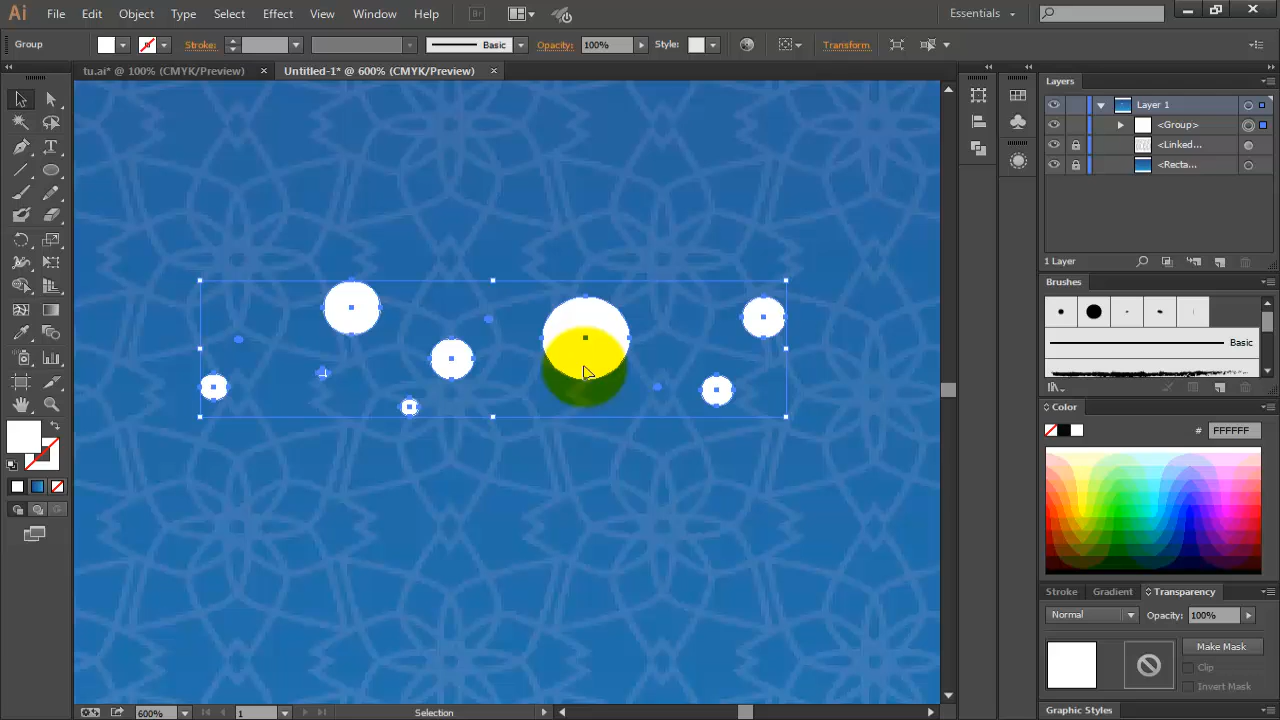 Ai File Edit Object Type Select Effect View Window Help Br Essentials
Group Stroke: Basic Opacity: 100% Style: Transform
tu.ai* @ 100% (CMYK/Preview) Untitled-1* @ 600% (CMYK/Preview)
Layers
Layer 1
<Group>
<Linked...
<Recta...
1 Layer
Brushes
Basic
Color
# FFFFFF
Stroke Gradient Transparency
Normal Opacity: 100%
Make Mask
Clip
Invert Mask
Graphic Styles
600% 1 Selection